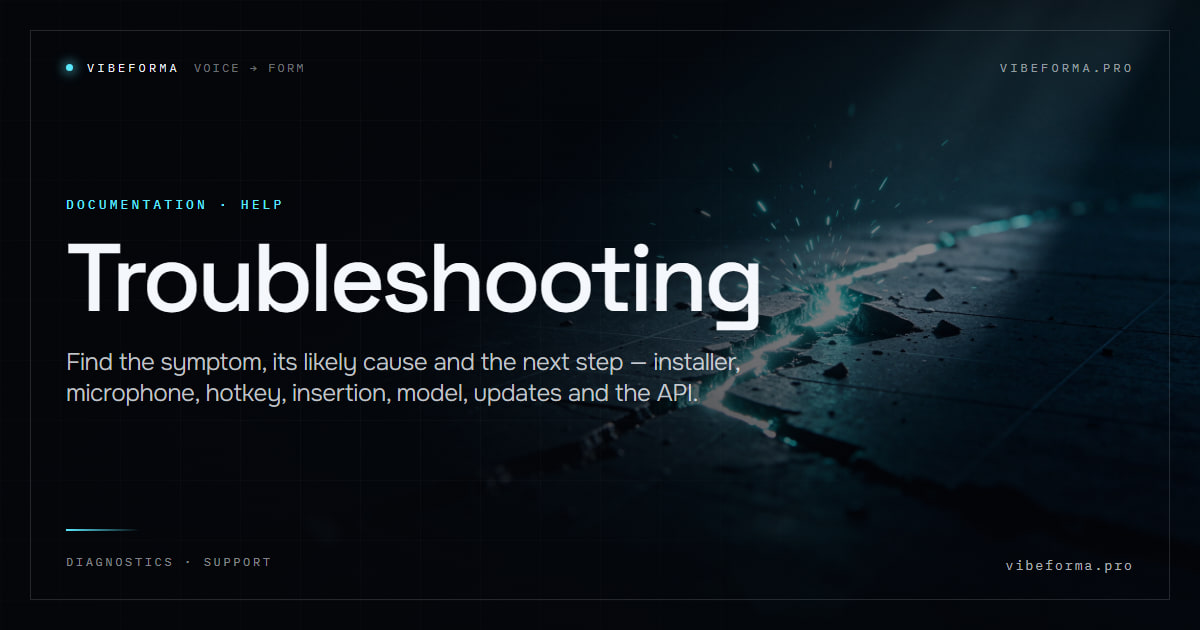 VIBEFORMA VOICE → FORM
VIBEFORMA.PRO
DOCUMENTATION · HELP
Troubleshooting
Find the symptom, its likely cause and the next step — installer,
microphone, hotkey, insertion, model, updates and the API.
DIAGNOSTICS · SUPPORT
vibeforma.pro